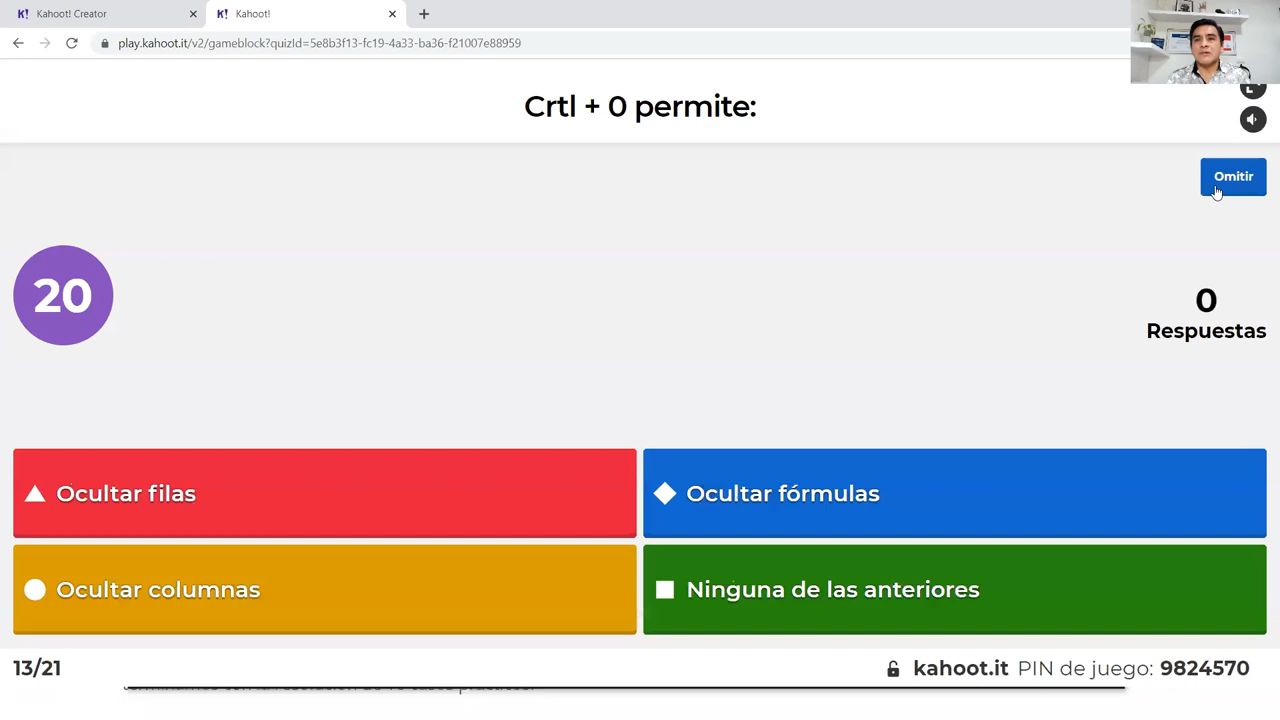 K! Kahoot! Creator
K! Kahoot!
play.kahoot.it/v2/gameblock?quizId=5e8b3f13-fc19-4a33-ba36-f21007e88959
Crtl + 0 permite:
Omitir
20
0
Respuestas
Ocultar filas
Ocultar fórmulas
Ocultar columnas
Ninguna de las anteriores
13/21
kahoot.it PIN de juego: 9824570